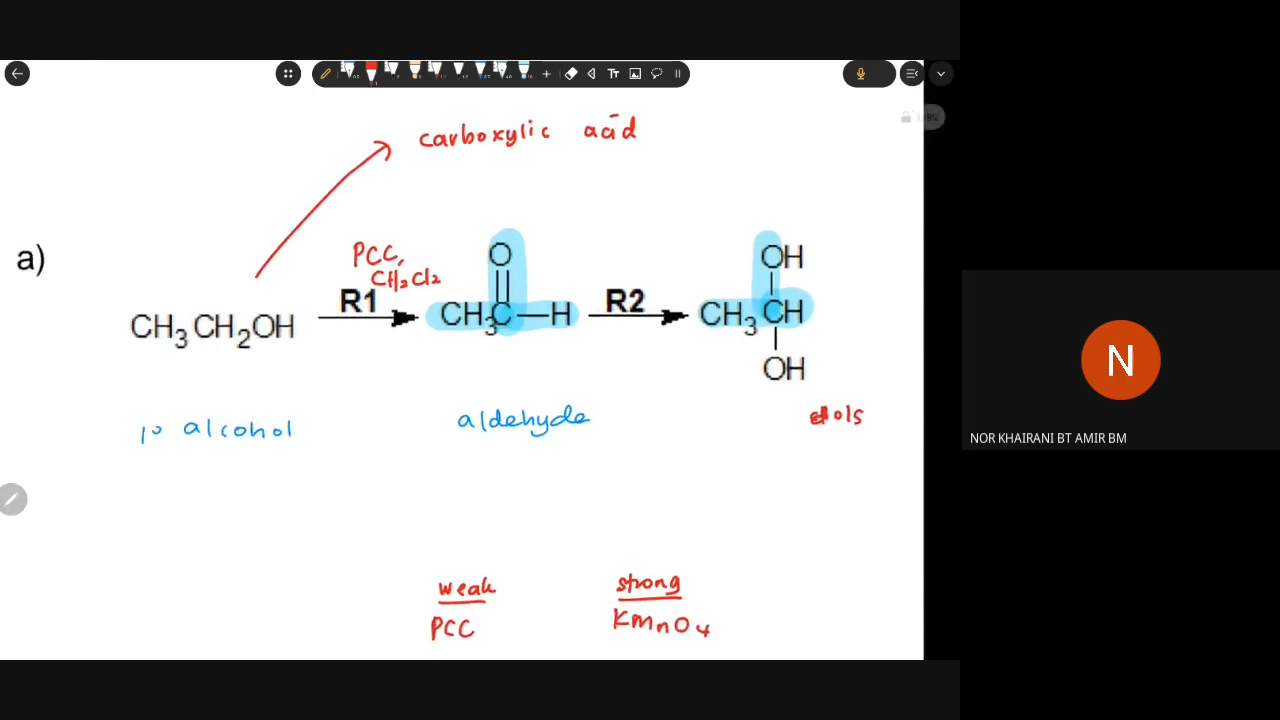 carboxylic acid
a)
PCC,
CH2Cl2
R1
R2
CH3CH2OH
O
CH3C—H
OH
CH3CH
OH
1° alcohol
aldehyde
weak
strong
PCC
KMnO4
N
NOR KHAIRANI BT AMIR BM
Tт